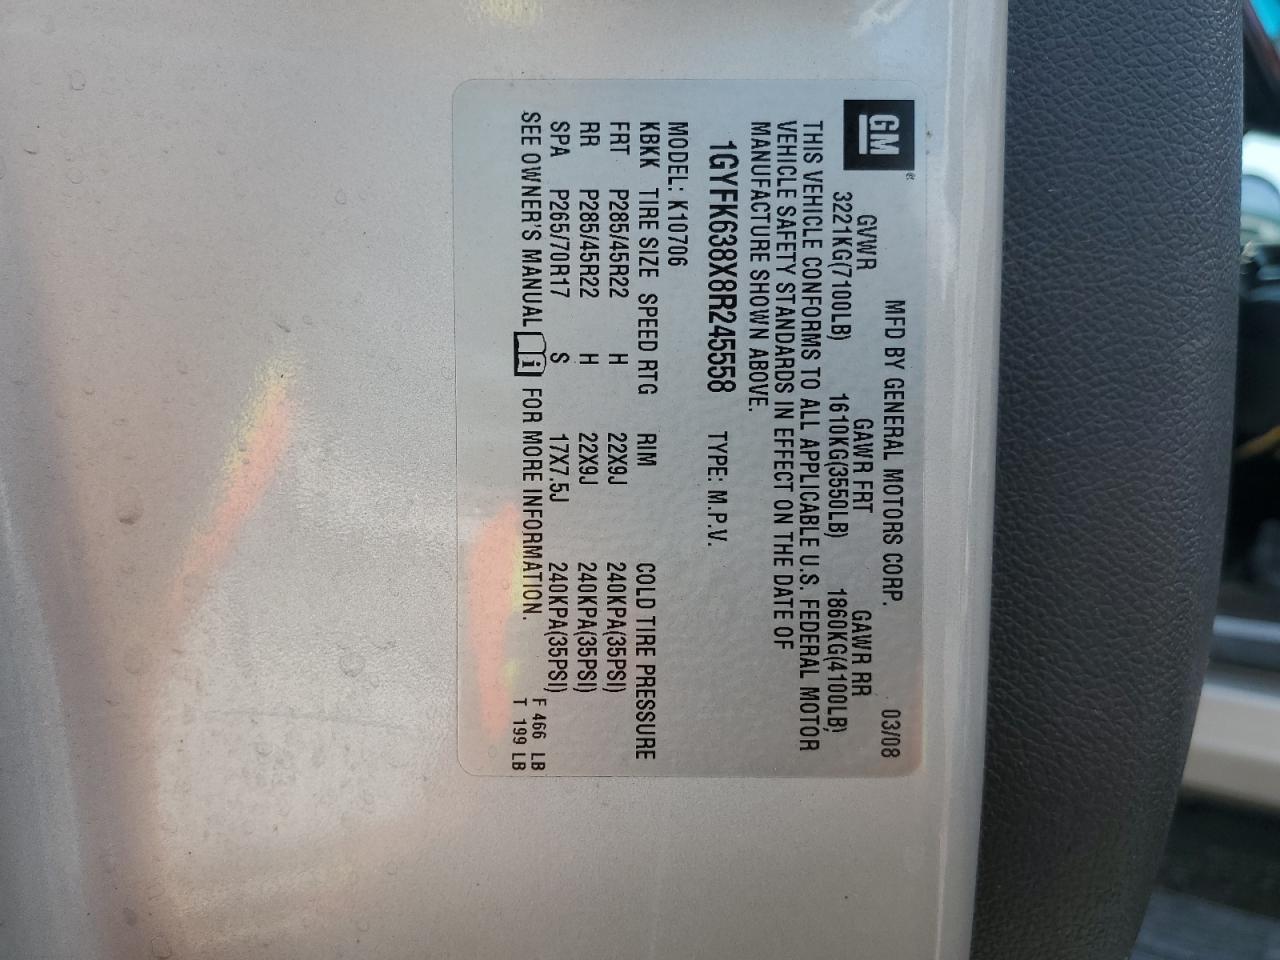 GM
MFD BY GENERAL MOTORS CORP. 03/08
GVWR GAWR FRT GAWR RR
3221KG(7100LB) 1610KG(3550LB) 1860KG(4100LB)
THIS VEHICLE CONFORMS TO ALL APPLICABLE U.S. FEDERAL MOTOR
VEHICLE SAFETY STANDARDS IN EFFECT ON THE DATE OF
MANUFACTURE SHOWN ABOVE.
1GYFK638X8R245558 TYPE: M.P.V.
MODEL: K10706
KBKK TIRE SIZE SPEED RTG RIM COLD TIRE PRESSURE
FRT P285/45R22 H 22X9J 240KPA(35PSI)
RR P285/45R22 H 22X9J 240KPA(35PSI)
SPA P265/70R17 S 17X7.5J 240KPA(35PSI)
SEE OWNER'S MANUAL i FOR MORE INFORMATION.
F 466 LB
T 199 LB